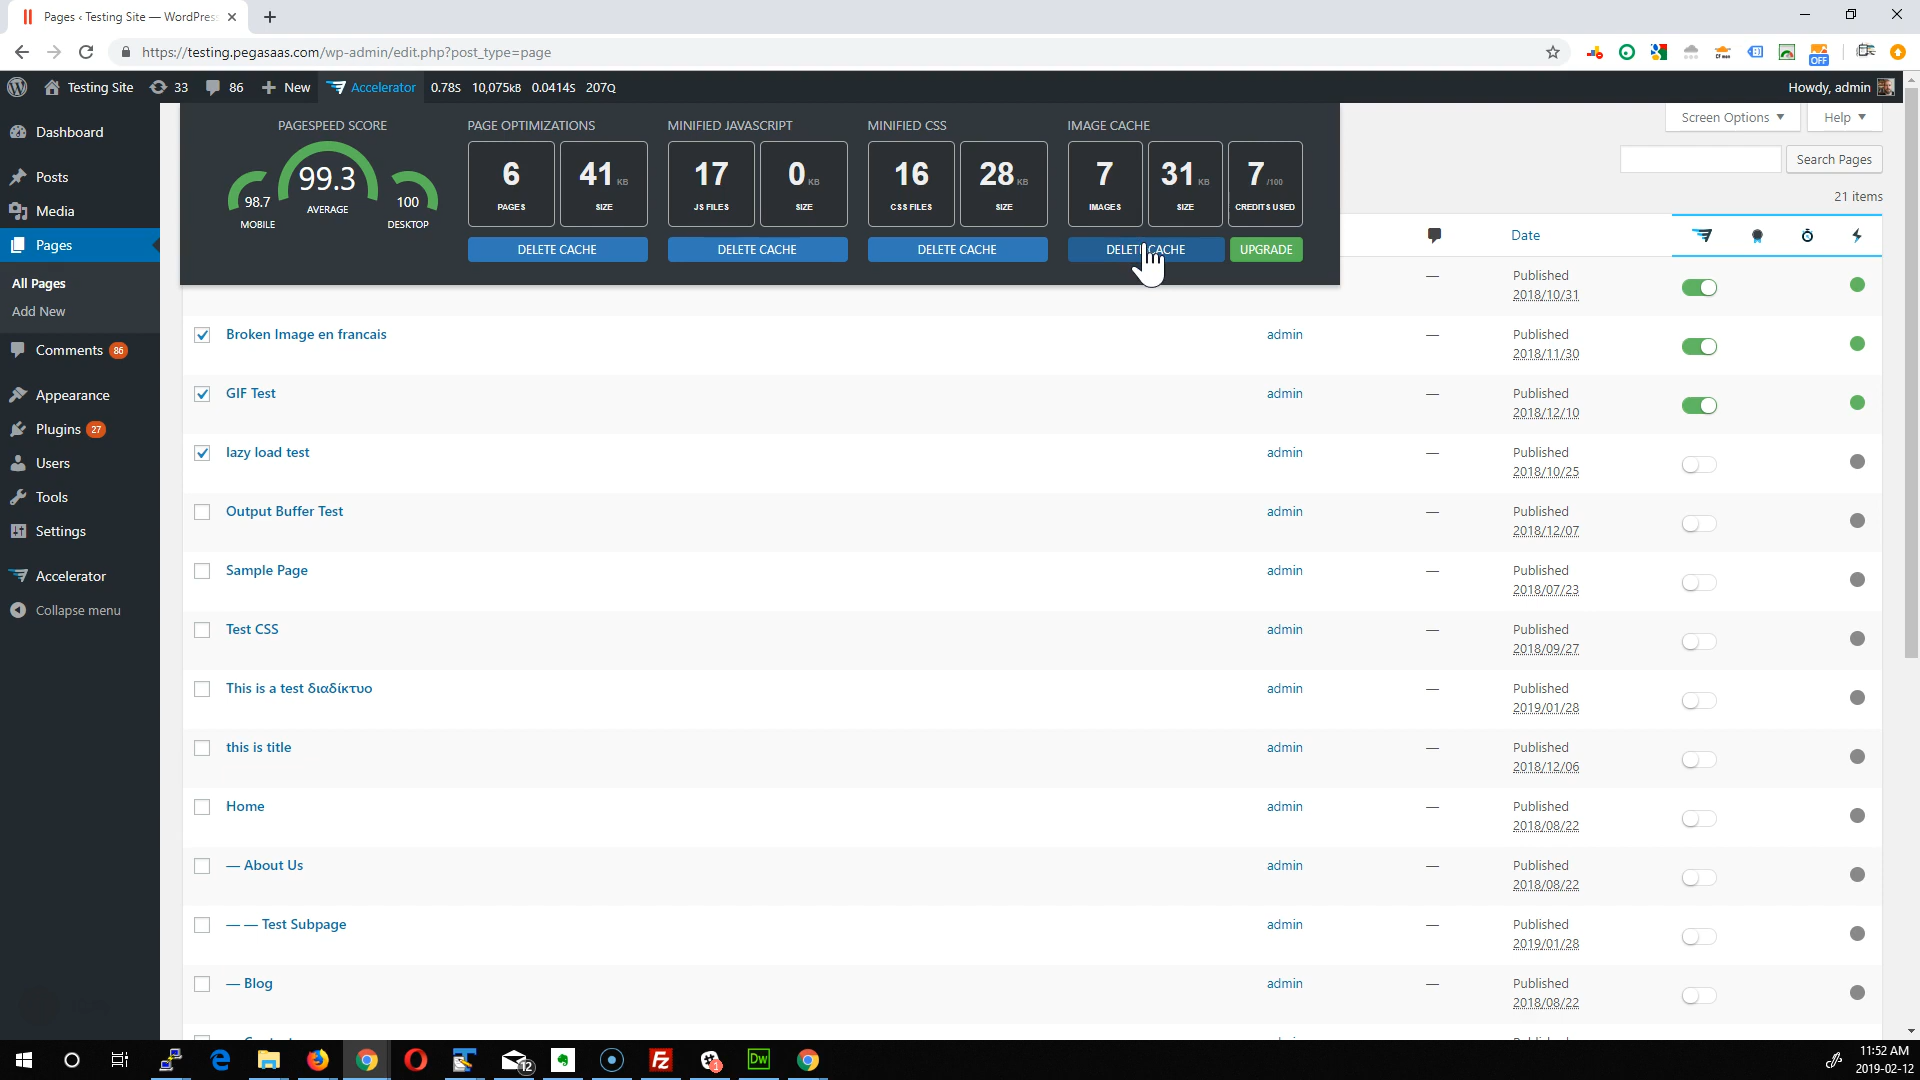 Pages ‹ Testing Site — WordPres
https://testing.pegasaas.com/wp-admin/edit.php?post_type=page
OFF
Testing Site 33 86 New Accelerator 0.78s 10,075kB 0.0414s 207Q
Howdy, admin
Dashboard
Posts
Media
Pages
All Pages
Add New
Comments 86
Appearance
Plugins 27
Users
Tools
Settings
Accelerator
Collapse menu
PAGESPEED SCORE
99.3
AVERAGE
98.7
MOBILE
100
DESKTOP
PAGE OPTIMIZATIONS
6
PAGES
41 KB
SIZE
DELETE CACHE
MINIFIED JAVASCRIPT
17
JS FILES
0 KB
SIZE
DELETE CACHE
MINIFIED CSS
16
CSS FILES
28 KB
SIZE
DELETE CACHE
IMAGE CACHE
7
IMAGES
31 KB
SIZE
7 /100
CREDITS USED
DELETE CACHE
UPGRADE
Screen Options
Help
Search Pages
21 items
Date
— Published
2018/10/31
Broken Image en francais admin — Published
2018/11/30
GIF Test admin — Published
2018/12/10
lazy load test admin — Published
2018/10/25
Output Buffer Test admin — Published
2018/12/07
Sample Page admin — Published
2018/07/23
Test CSS admin — Published
2018/09/27
This is a test διαδίκτυο admin — Published
2019/01/28
this is title admin — Published
2018/12/06
Home admin — Published
2018/08/22
— About Us admin — Published
2018/08/22
— — Test Subpage admin — Published
2019/01/28
— Blog admin — Published
2018/08/22
12
Fz
1
Dw
11:52 AM
2019-02-12